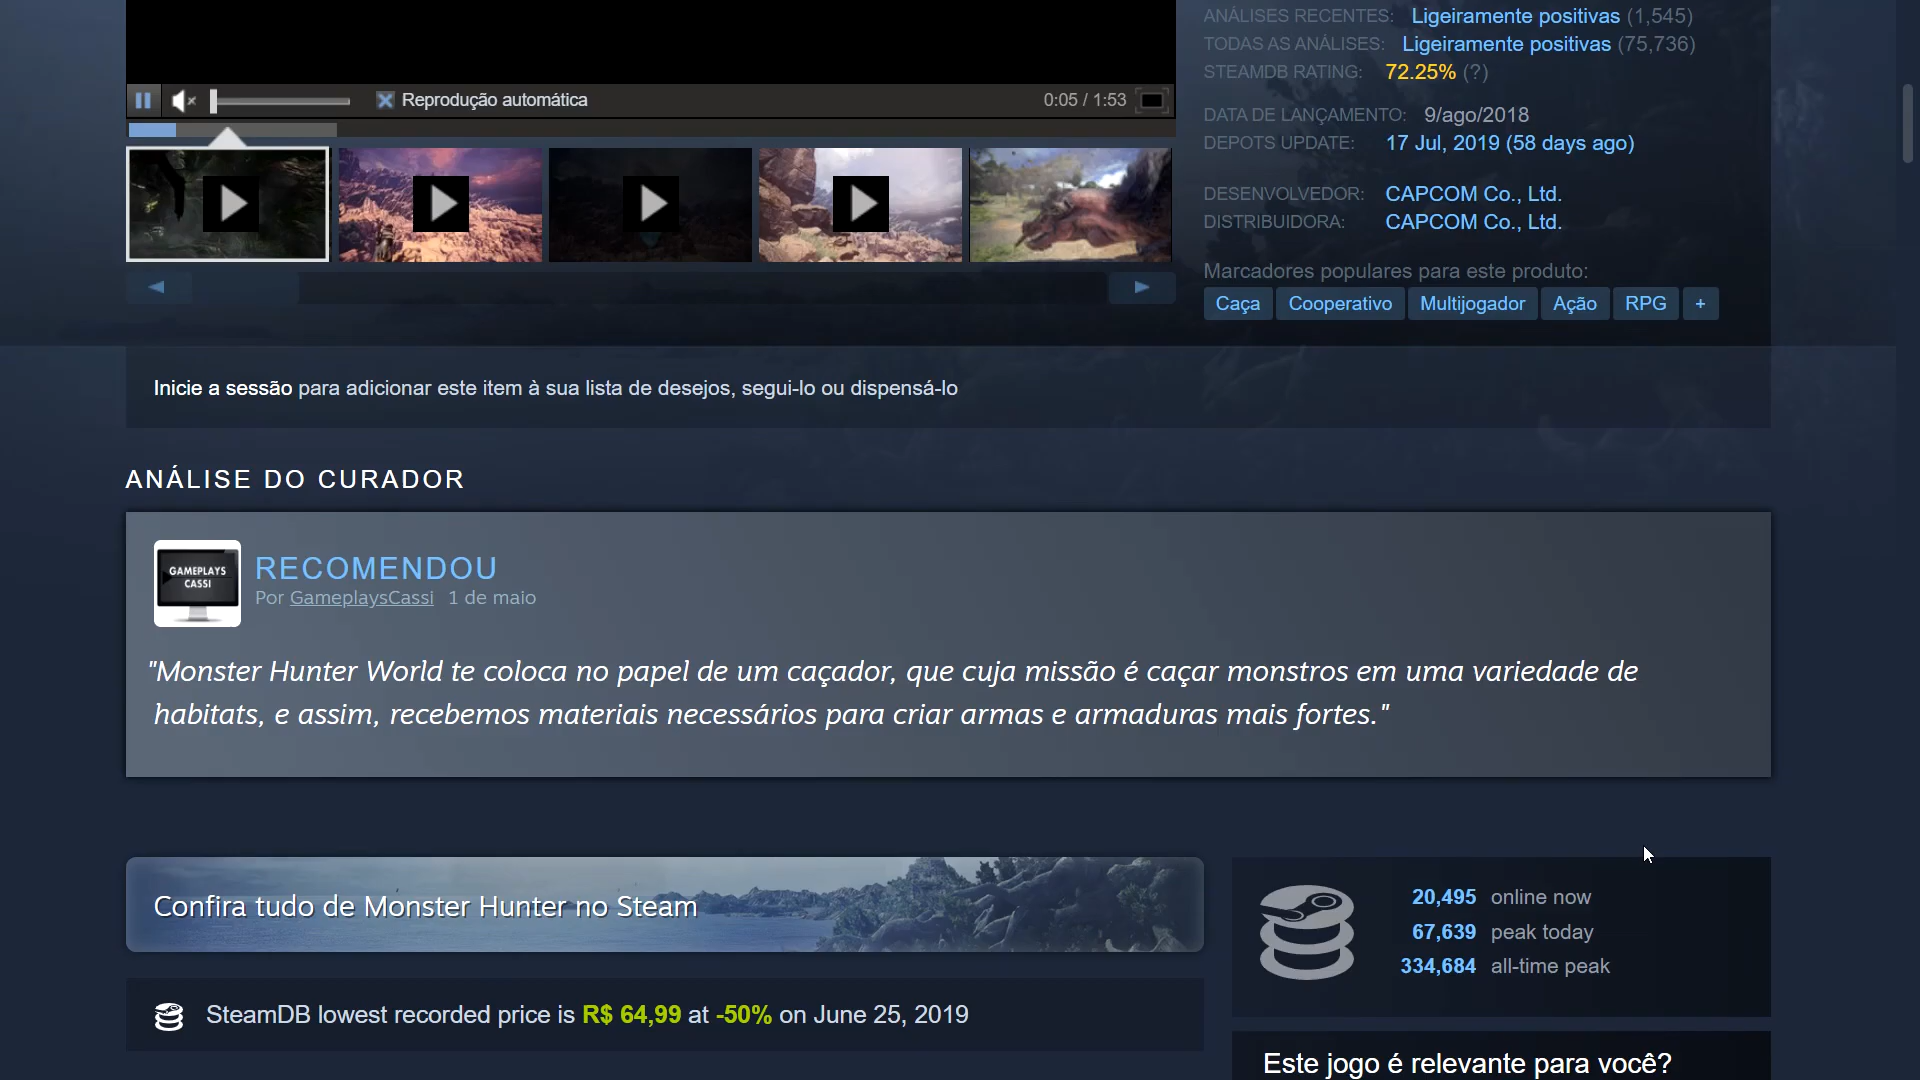 ANÁLISES RECENTES: Ligeiramente positivas (1,545)
TODAS AS ANÁLISES: Ligeiramente positivas (75,736)
STEAMDB RATING: 72.25% (?)
Reprodução automática
0:05 / 1:53
DATA DE LANÇAMENTO: 9/ago/2018
DEPOTS UPDATE: 17 Jul, 2019 (58 days ago)
DESENVOLVEDOR: CAPCOM Co., Ltd.
DISTRIBUIDORA: CAPCOM Co., Ltd.
Marcadores populares para este produto:
Caça Cooperativo Multijogador Ação RPG +
Inicie a sessão para adicionar este item à sua lista de desejos, segui-lo ou dispensá-lo
ANÁLISE DO CURADOR
GAMEPLAYS
CASSI
RECOMENDOU
Por GameplaysCassi 1 de maio
"Monster Hunter World te coloca no papel de um caçador, que cuja missão é caçar monstros em uma variedade de
habitats, e assim, recebemos materiais necessários para criar armas e armaduras mais fortes."
Confira tudo de Monster Hunter no Steam
SteamDB lowest recorded price is R$ 64,99 at -50% on June 25, 2019
20,495 online now
67,639 peak today
334,684 all-time peak
Este jogo é relevante para você?